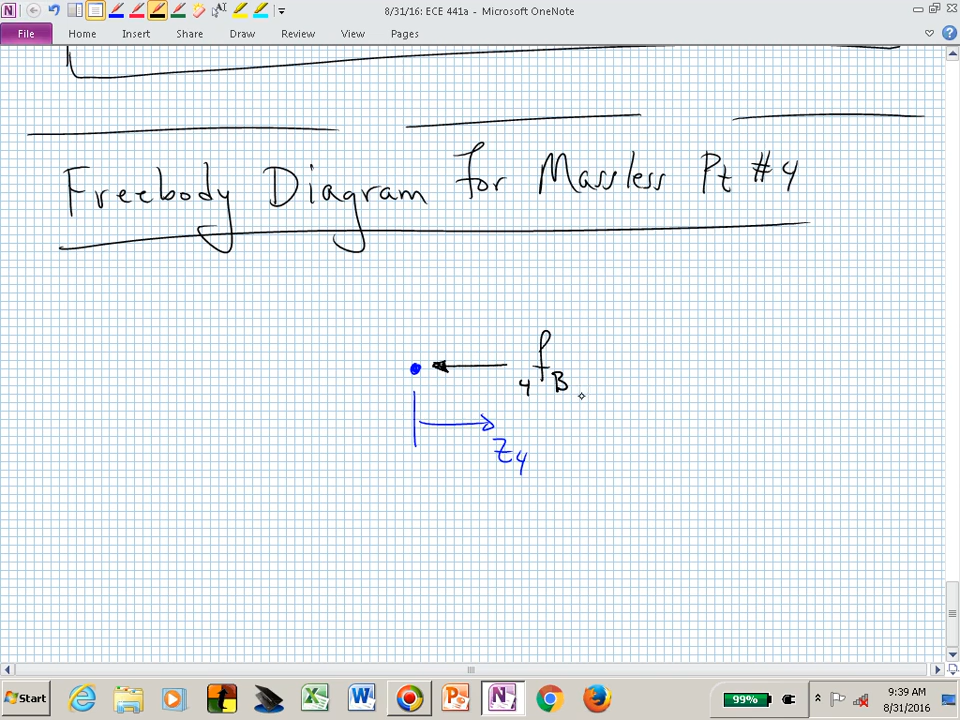 8/31/16: ECE 441a - Microsoft OneNote
File Home Insert Share Draw Review View Pages
Freebody Diagram for Massless Pt #4
4fB
z4
Start
99%
9:39 AM
8/31/2016